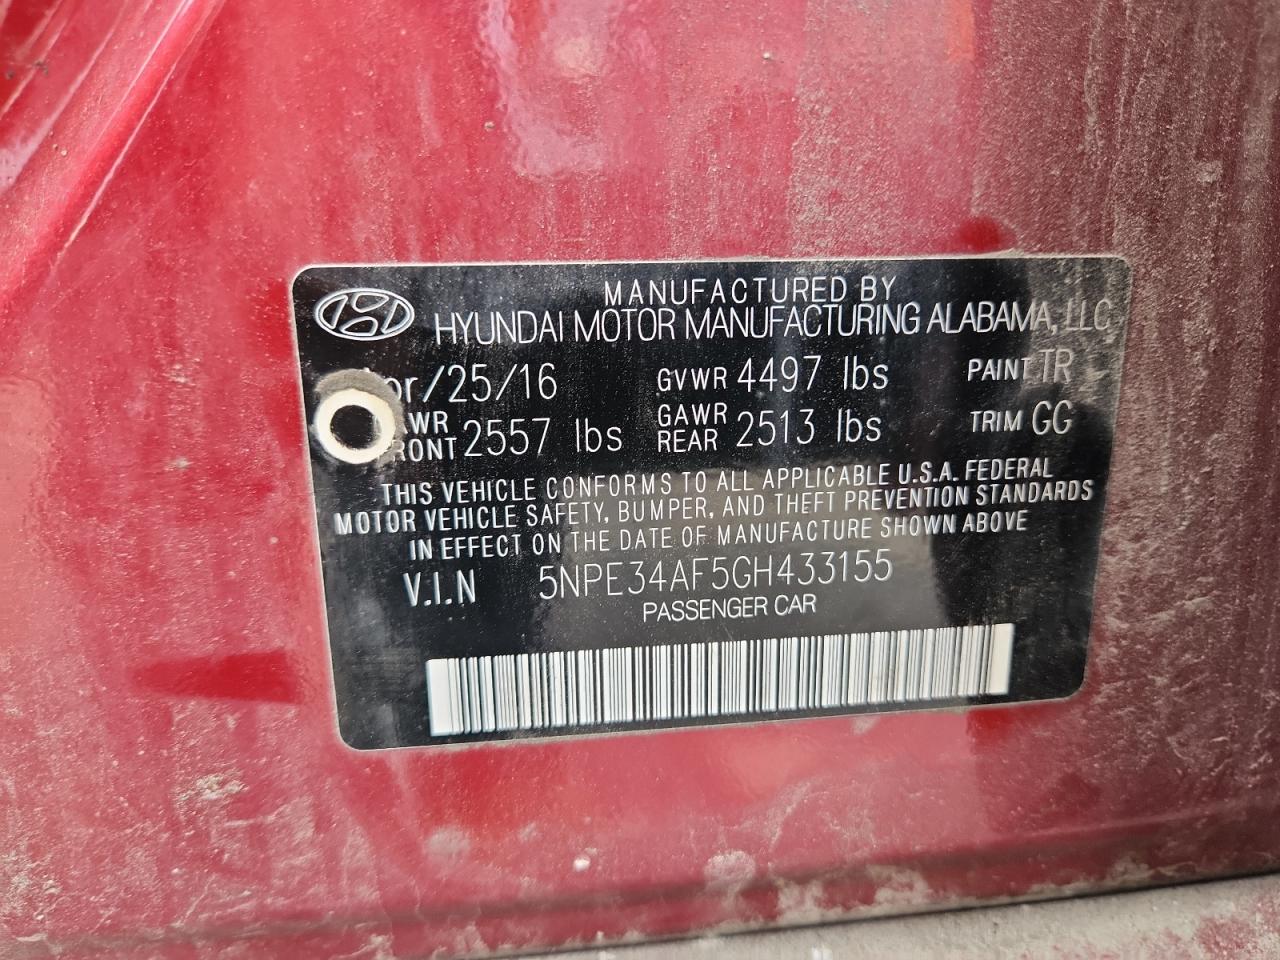 MANUFACTURED BY
HYUNDAI MOTOR MANUFACTURING ALABAMA, LLC
/25/16 GVWR 4497 lbs PAINT TR
FRONT 2557 lbs GAWR REAR 2513 lbs TRIM GG
THIS VEHICLE CONFORMS TO ALL APPLICABLE U.S.A. FEDERAL
MOTOR VEHICLE SAFETY, BUMPER, AND THEFT PREVENTION STANDARDS
IN EFFECT ON THE DATE OF MANUFACTURE SHOWN ABOVE
V.I.N 5NPE34AF5GH433155
PASSENGER CAR